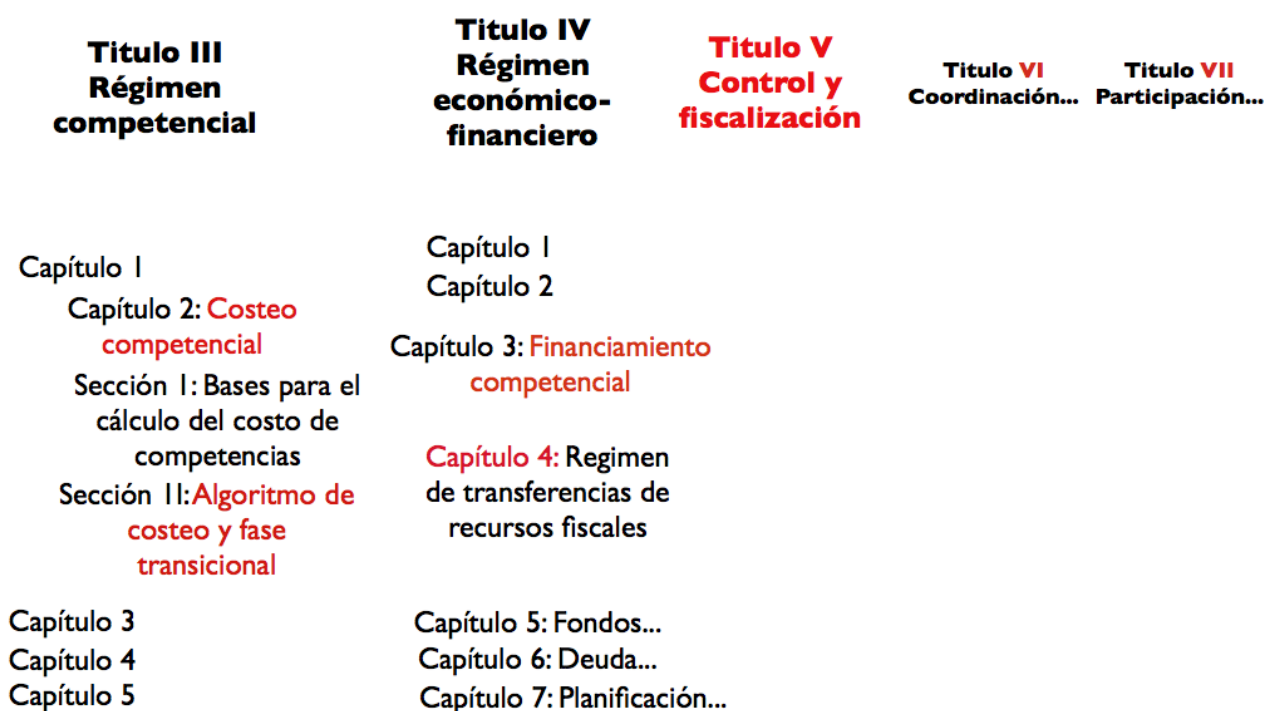 Titulo III
Régimen
competencial
Titulo IV
Régimen
económico-
financiero
Titulo V
Control y
fiscalización
Titulo VI
Coordinación...
Titulo VII
Participación...
Capítulo 1
Capítulo 2: Costeo
competencial
Sección 1: Bases para el
cálculo del costo de
competencias
Sección 1I: Algoritmo de
costeo y fase
transicional
Capítulo 3
Capítulo 4
Capítulo 5
Capítulo 1
Capítulo 2
Capítulo 3: Financiamiento
competencial
Capítulo 4: Regimen
de transferencias de
recursos fiscales
Capítulo 5: Fondos...
Capítulo 6: Deuda...
Capítulo 7: Planificación...